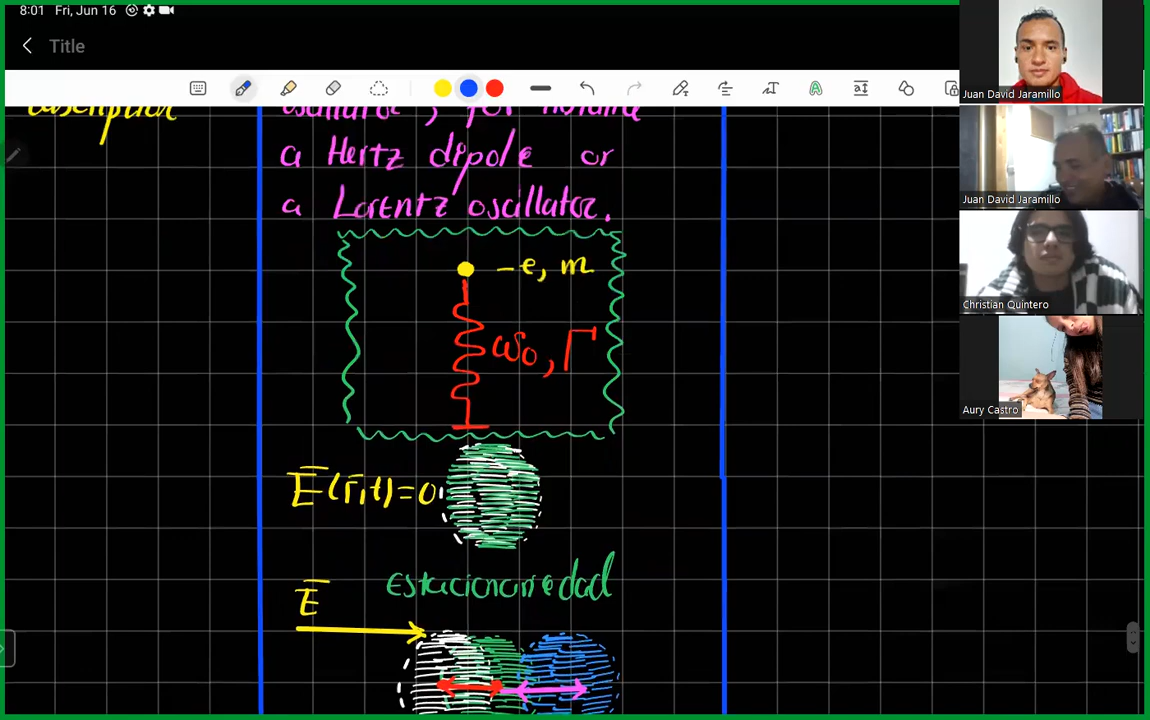 8:01 Fri, Jun 16
Title
a Hertz dipole or
a Lorentz oscillator.
-e, m
ω₀, Γ
E̅(r̅,t)=0
estacionariedad
E̅
Juan David Jaramillo
Juan David Jaramillo
Christian Quintero
Aury Castro